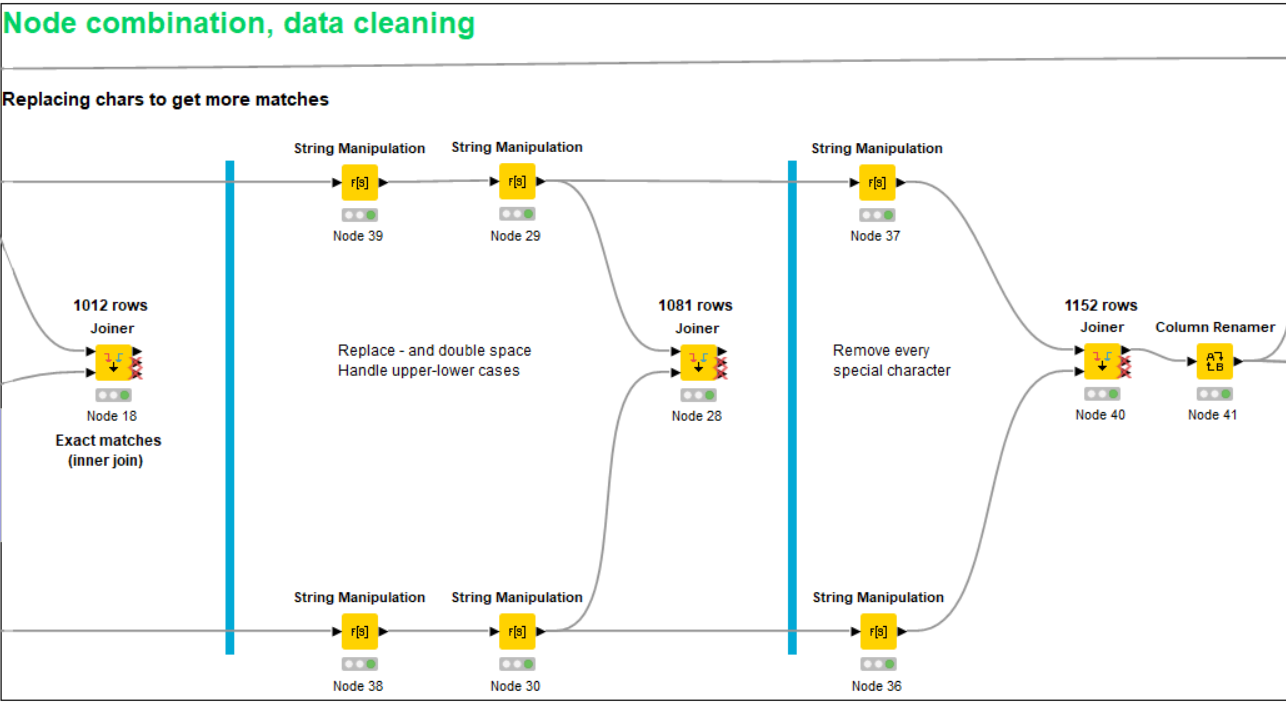 Node combination, data cleaning
Replacing chars to get more matches
String Manipulation
F[s]
Node 39
String Manipulation
F[s]
Node 29
String Manipulation
F[s]
Node 37
1012 rows
Joiner
Node 18
Exact matches
(inner join)
Replace - and double space
Handle upper-lower cases
1081 rows
Joiner
Node 28
Remove every
special character
1152 rows
Joiner
Node 40
Column Renamer
Node 41
String Manipulation
F[s]
Node 38
String Manipulation
F[s]
Node 30
String Manipulation
F[s]
Node 36